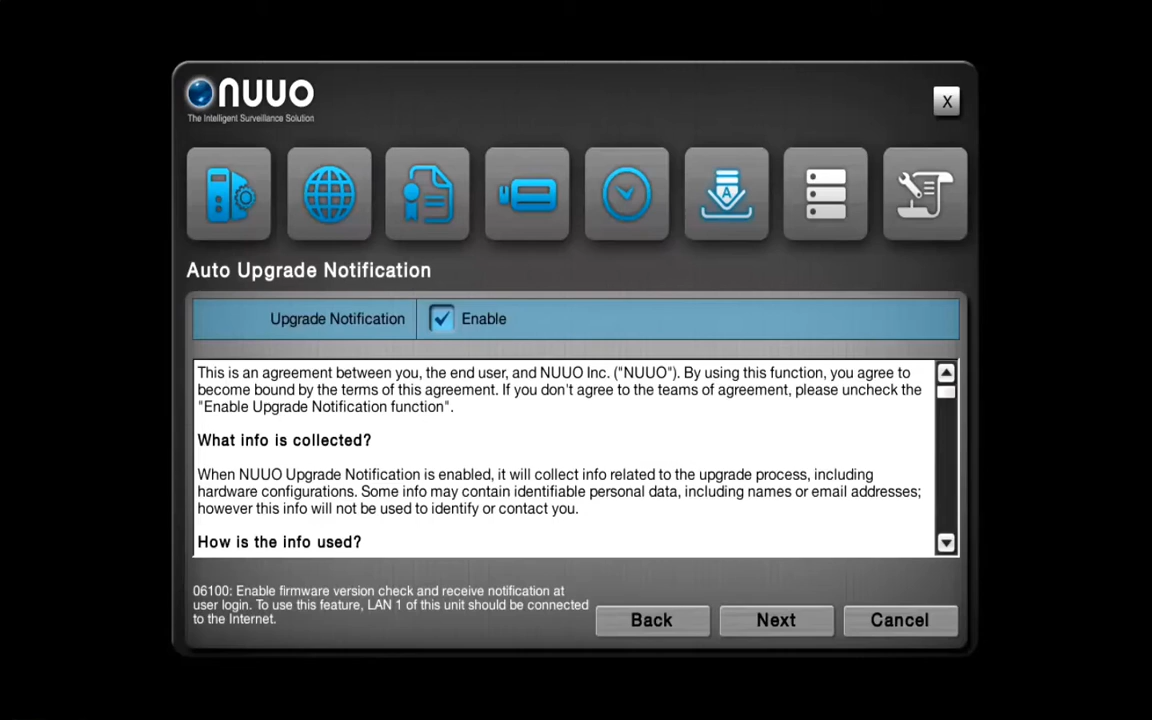 NUUO
The Intelligent Surveillance Solution
X
A
Auto Upgrade Notification
Upgrade Notification
Enable
This is an agreement between you, the end user, and NUUO Inc. ("NUUO"). By using this function, you agree to
become bound by the terms of this agreement. If you don't agree to the teams of agreement, please uncheck the
"Enable Upgrade Notification function".
What info is collected?
When NUUO Upgrade Notification is enabled, it will collect info related to the upgrade process, including
hardware configurations. Some info may contain identifiable personal data, including names or email addresses;
however this info will not be used to identify or contact you.
How is the info used?
06100: Enable firmware version check and receive notification at
user login. To use this feature, LAN 1 of this unit should be connected
to the Internet.
Back
Next
Cancel